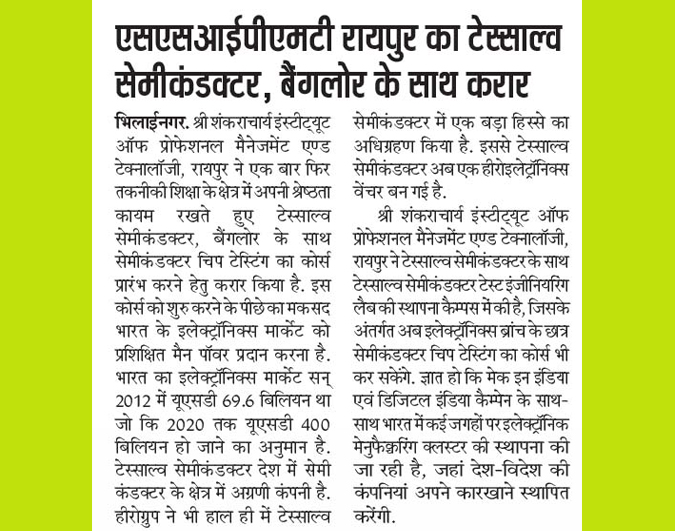 एसएसआईपीएमटी रायपुर का टेस्साल्व
सेमीकंडक्टर, बैंगलोर के साथ करार
भिलाईनगर. श्री शंकराचार्य इंस्टीट्यूट
ऑफ प्रोफेशनल मैनेजमेंट एण्ड
टेक्नालॉजी, रायपुर ने एक बार फिर
तकनीकी शिक्षा के क्षेत्र में अपनी श्रेष्ठता
कायम रखते हुए टेस्साल्व
सेमीकंडक्टर, बैंगलोर के साथ
सेमीकंडक्टर चिप टेस्टिंग का कोर्स
प्रारंभ करने हेतु करार किया है. इस
कोर्स को शुरु करने के पीछे का मकसद
भारत के इलेक्ट्रॉनिक्स मार्केट को
प्रशिक्षित मैन पॉवर प्रदान करना है.
भारत का इलेक्ट्रॉनिक्स मार्केट सन्
2012 में यूएसडी 69.6 बिलियन था
जो कि 2020 तक यूएसडी 400
बिलियन हो जाने का अनुमान है.
टेस्साल्व सेमीकंडक्टर देश में सेमी
कंडक्टर के क्षेत्र में अग्रणी कंपनी है.
हीरोग्रुप ने भी हाल ही में टेस्साल्व
सेमीकंडक्टर में एक बड़ा हिस्से का
अधिग्रहण किया है. इससे टेस्साल्व
सेमीकंडक्टर अब एक हीरोइलेट्रॉनिक्स
वेंचर बन गई है.
श्री शंकराचार्य इंस्टीट्यूट ऑफ
प्रोफेशनल मैनेजमेंट एण्ड टेक्नालॉजी,
रायपुर ने टेस्साल्व सेमीकंडक्टर के साथ
टेस्साल्व सेमीकंडक्टर टेस्ट इंजीनियरिंग
लैब की स्थापना कैम्पस में की है, जिसके
अंतर्गत अब इलेक्ट्रॉनिक्स ब्रांच के छात्र
सेमीकंडक्टर चिप टेस्टिंग का कोर्स भी
कर सकेंगे. ज्ञात हो कि मेक इन इंडिया
एवं डिजिटल इंडिया कैम्पेन के साथ-
साथ भारत में कई जगहों पर इलेक्ट्रॉनिक
मेनुफैक्चरिंग क्लस्टर की स्थापना की
जा रही है, जहां देश-विदेश की
कंपनियां अपने कारखाने स्थापित
करेंगी.